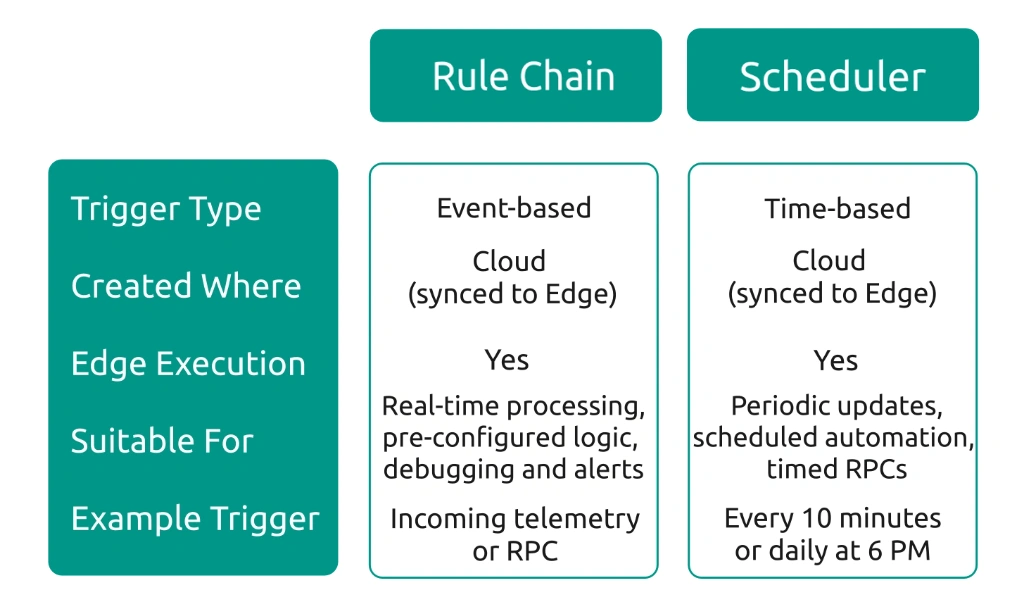 Rule Chain
Scheduler
Trigger Type
Event-based
Time-based
Created Where
Cloud
(synced to Edge)
Cloud
(synced to Edge)
Edge Execution
Yes
Yes
Suitable For
Real-time processing,
pre-configured logic,
debugging and alerts
Periodic updates,
scheduled automation,
timed RPCs
Example Trigger
Incoming telemetry
or RPC
Every 10 minutes
or daily at 6 PM